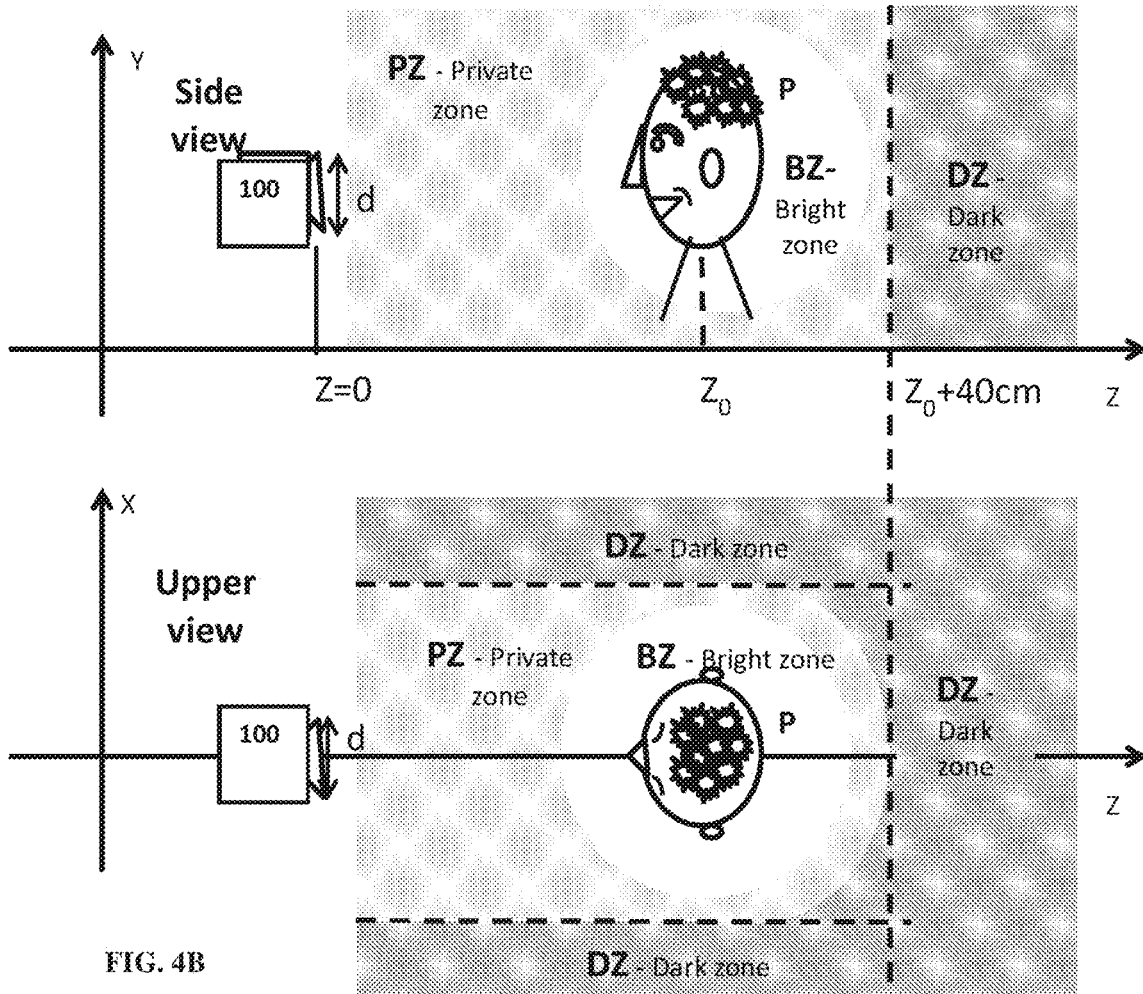 Y
Side
view
100
d
PZ - Private
zone
P
BZ-
Bright
zone
DZ -
Dark
zone
Z=0
Z0
Z0+40cm
Z
X
Upper
view
100
d
DZ - Dark zone
PZ - Private
zone
BZ - Bright zone
P
DZ -
Dark
zone
Z
DZ - Dark zone
FIG. 4B